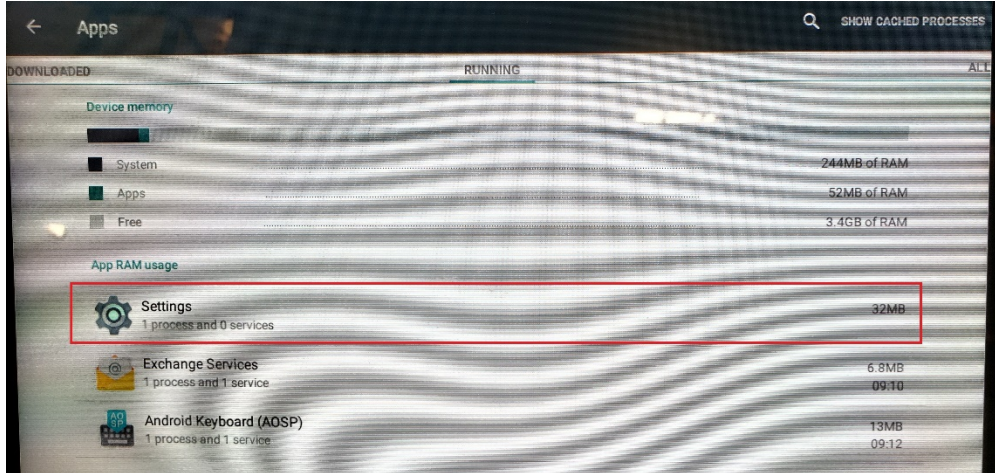 Apps
SHOW CACHED PROCESSES
DOWNLOADED
RUNNING
ALL
Device memory
System 244MB of RAM
Apps 52MB of RAM
Free 3.4GB of RAM
App RAM usage
Settings
1 process and 0 services
32MB
Exchange Services
1 process and 1 service
6.8MB
09:10
AO
SP
Android Keyboard (AOSP)
1 process and 1 service
13MB
09:12